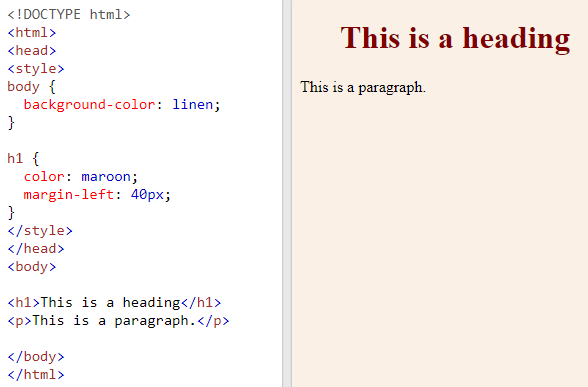 <!DOCTYPE html>
<html>
<head>
<style>
body {
  background-color: linen;
}

h1 {
  color: maroon;
  margin-left: 40px;
}
</style>
</head>
<body>

<h1>This is a heading</h1>
<p>This is a paragraph.</p>

</body>
</html>
This is a heading
This is a paragraph.